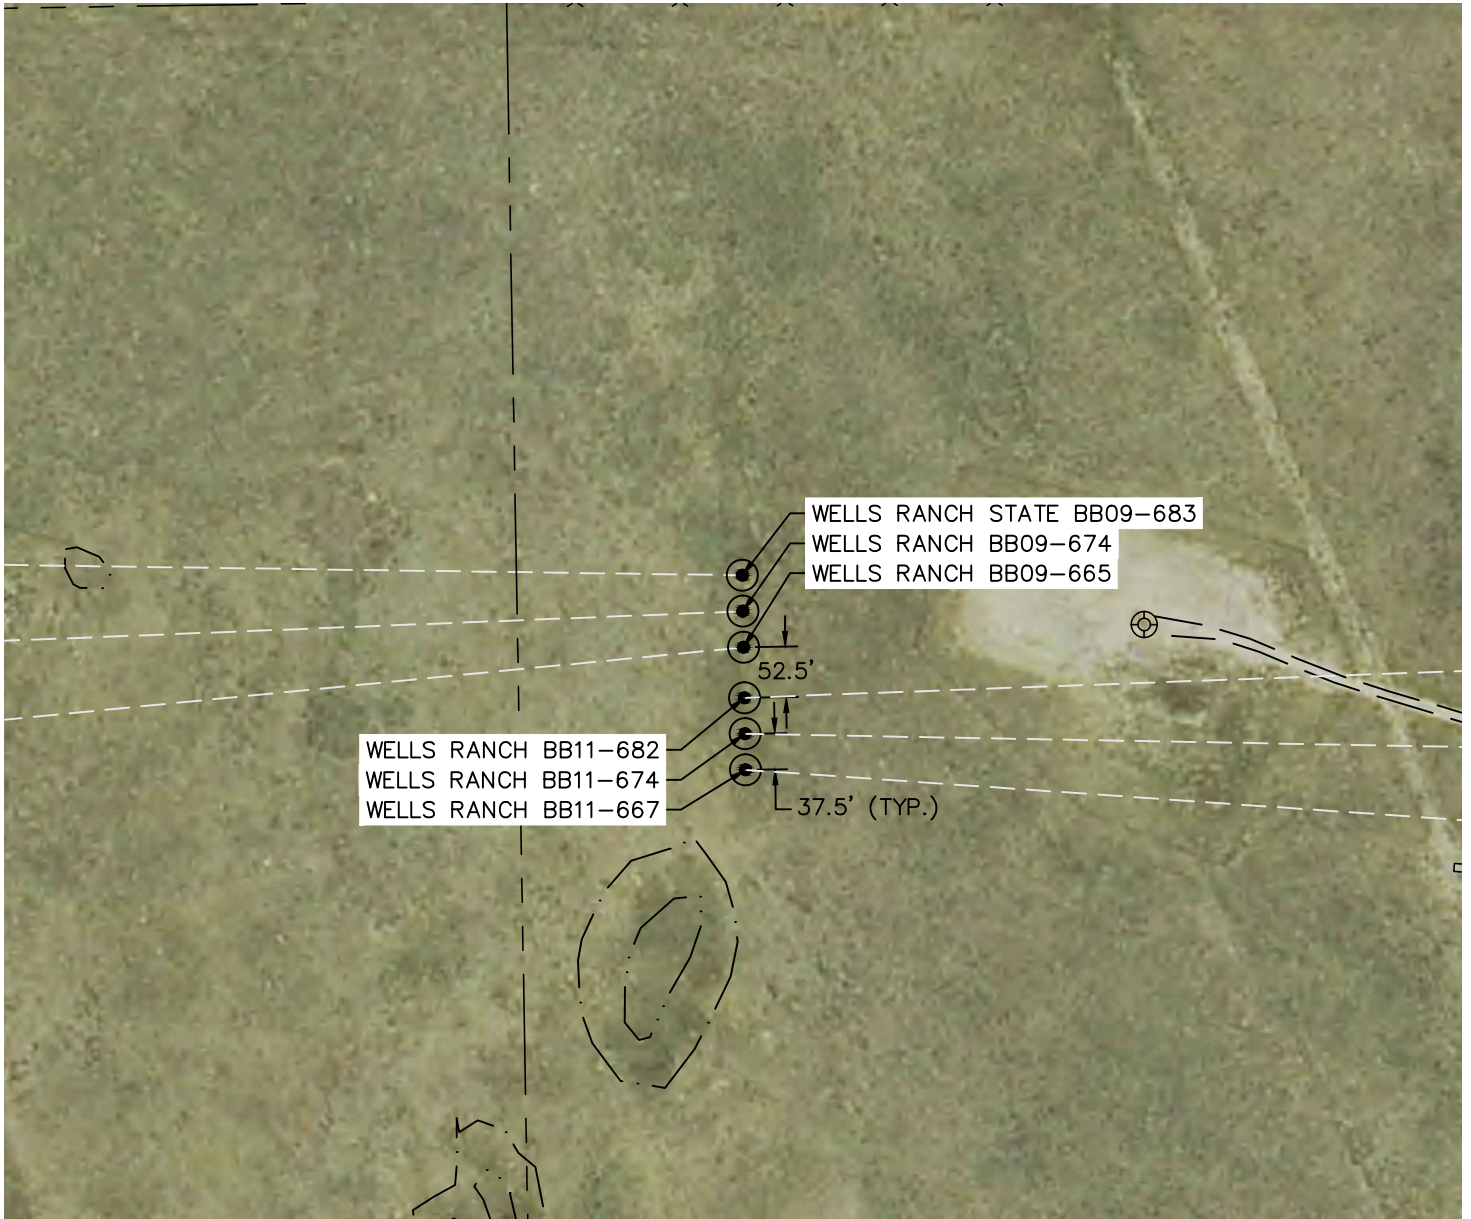 WELLS RANCH STATE BB09-683
WELLS RANCH BB09-674
WELLS RANCH BB09-665
52.5'
WELLS RANCH BB11-682
WELLS RANCH BB11-674
WELLS RANCH BB11-667
37.5' (TYP.)